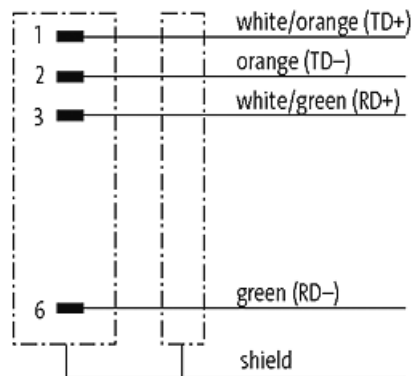 1 white/orange (TD+)
2 orange (TD–)
3 white/green (RD+)
6 green (RD–)
shield